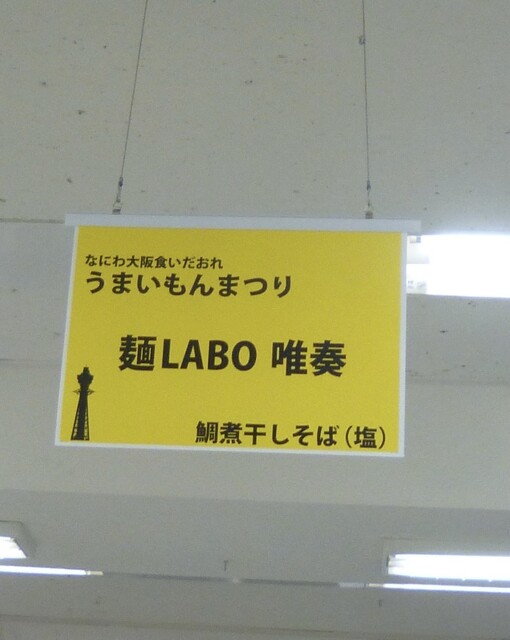 なにわ大阪食いだおれ
うまいもんまつり
麺LABO 唯奏
鯛煮干しそば（塩）